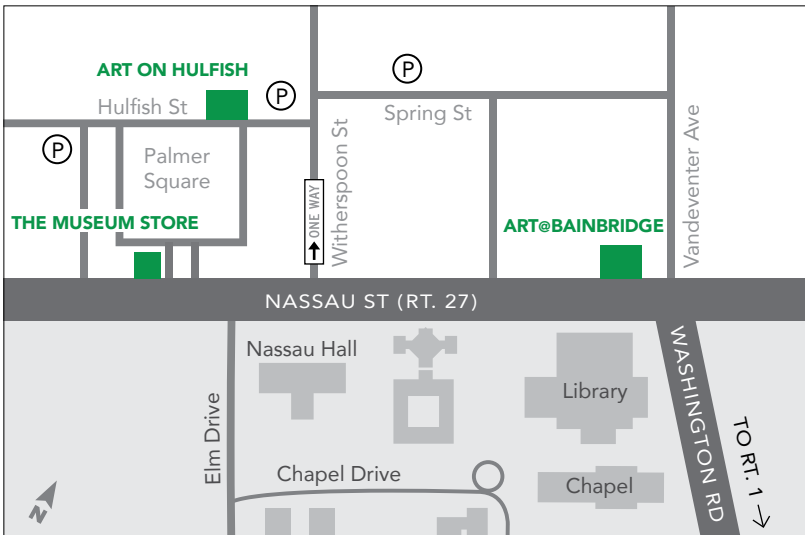 ART ON HULFISH
P
P
Hulfish St
Spring St
P
Palmer
Square
THE MUSEUM STORE
ONE WAY
Witherspoon St
ART@BAINBRIDGE
Vandeventer Ave
NASSAU ST (RT. 27)
Nassau Hall
Library
WASHINGTON RD
TO RT. 1
Elm Drive
Chapel Drive
Chapel
N